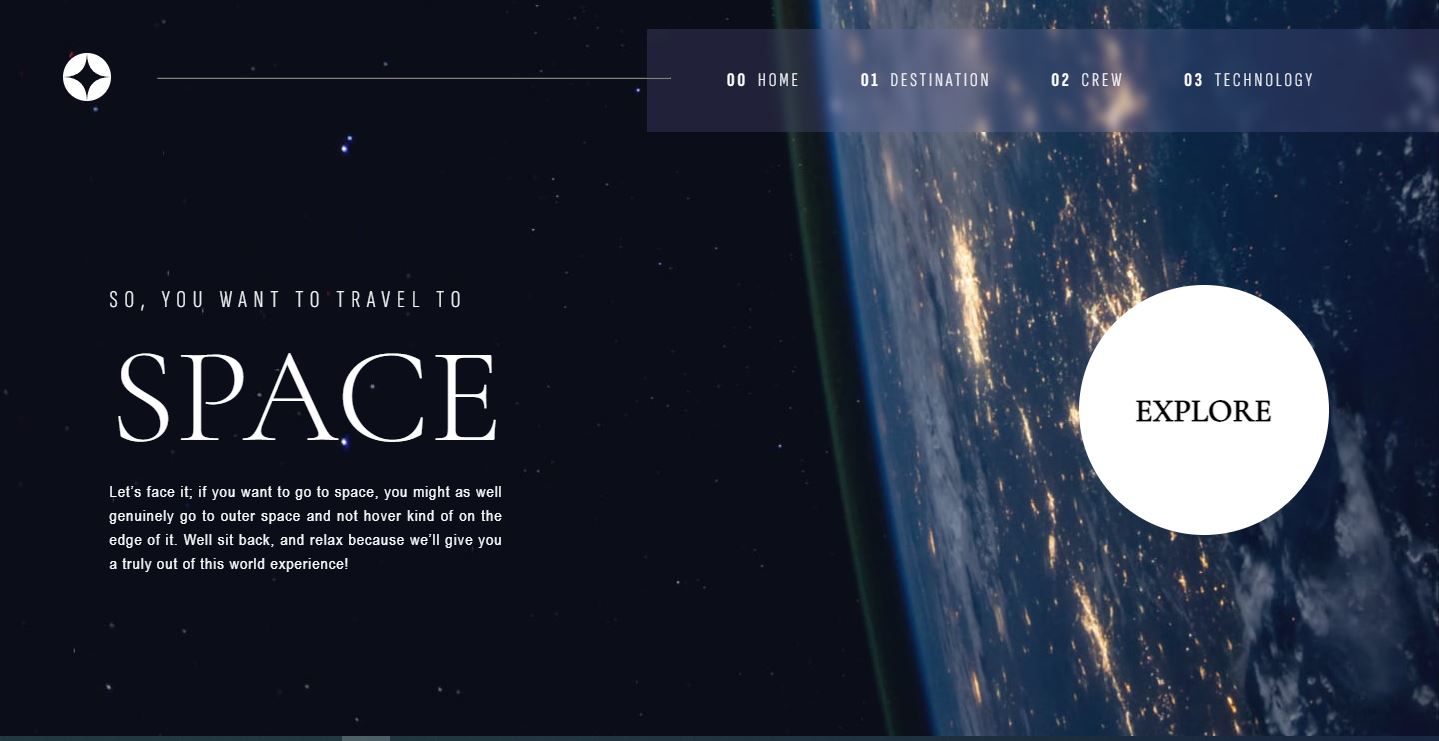 00 HOME 01 DESTINATION 02 CREW 03 TECHNOLOGY
SO, YOU WANT TO TRAVEL TO
SPACE
Let’s face it; if you want to go to space, you might as well
genuinely go to outer space and not hover kind of on the
edge of it. Well sit back, and relax because we’ll give you
a truly out of this world experience!
EXPLORE